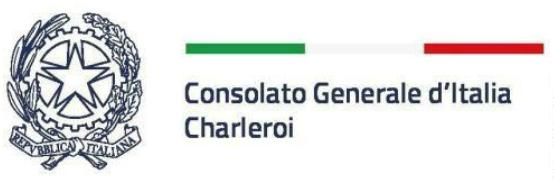 Consolato Generale d'Italia
Charleroi
REPVBBLICA ITALIANA